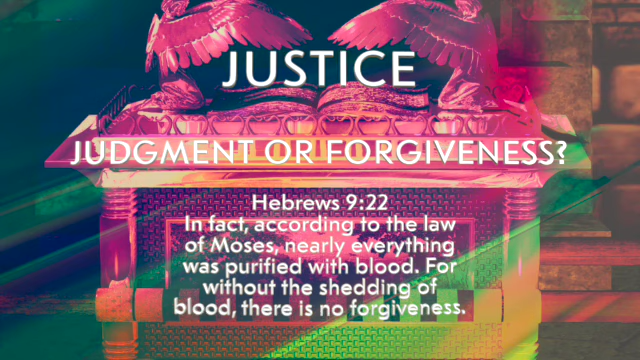 JUSTICE
JUDGMENT OR FORGIVENESS?
Hebrews 9:22
In fact, according to the law
of Moses, nearly everything
was purified with blood. For
without the shedding of
blood, there is no forgiveness.